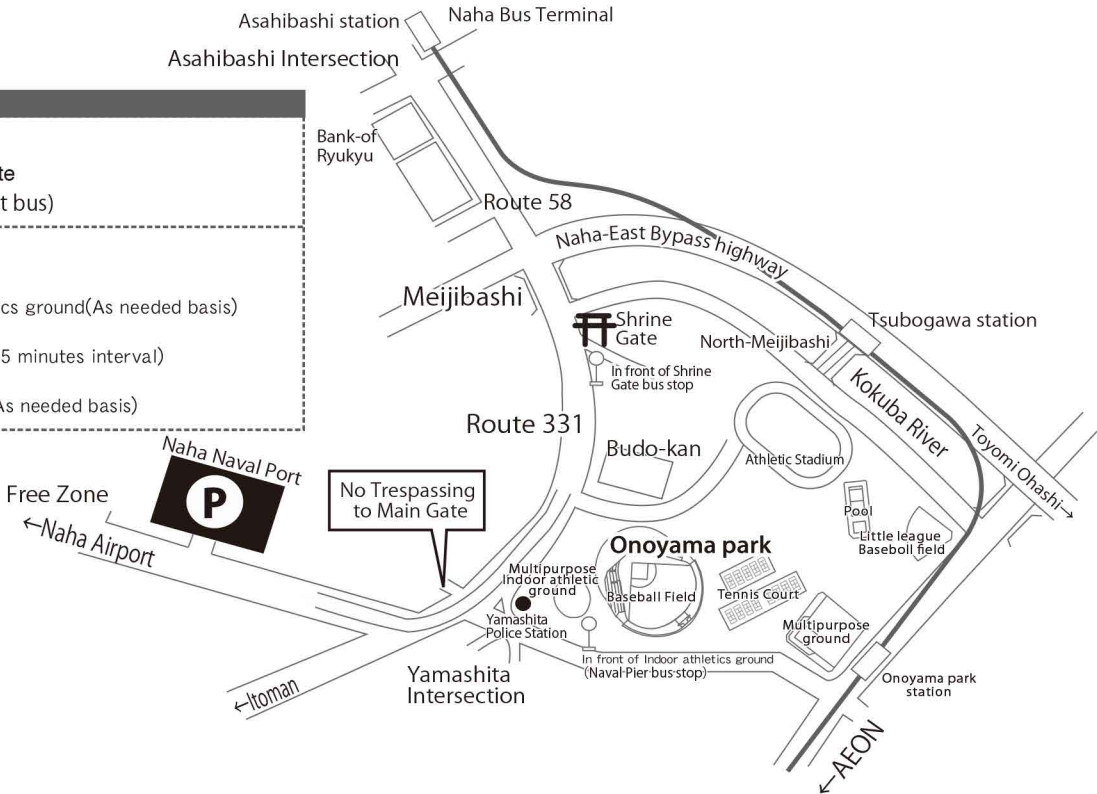 Asahibashi station
Naha Bus Terminal
Asahibashi Intersection
Bank-of
Ryukyu
te
t bus)
Route 58
Naha-East Bypass highway
cs ground(As needed basis)
Meijibashi
Shrine
Gate
Tsubogawa station
North-Meijibashi
5 minutes interval)
In front of Shrine
Gate bus stop
Kokuba River
As needed basis)
Route 331
Budo-kan
Athletic Stadium
Toyomi Ohashi→
Naha Naval Port
P
Free Zone
←Naha Airport
No Trespassing
to Main Gate
Pool
Little league
Baseboll field
Onoyama park
Multipurpose
Indoor athletic
ground
Baseball Field
Tennis Court
Yamashita
Police Station
Multipurpose
ground
In front of Indoor athletics ground
(Naval-Pier-bus-stop)
Yamashita
Intersection
←Itoman
Onoyama park
station
←AEON